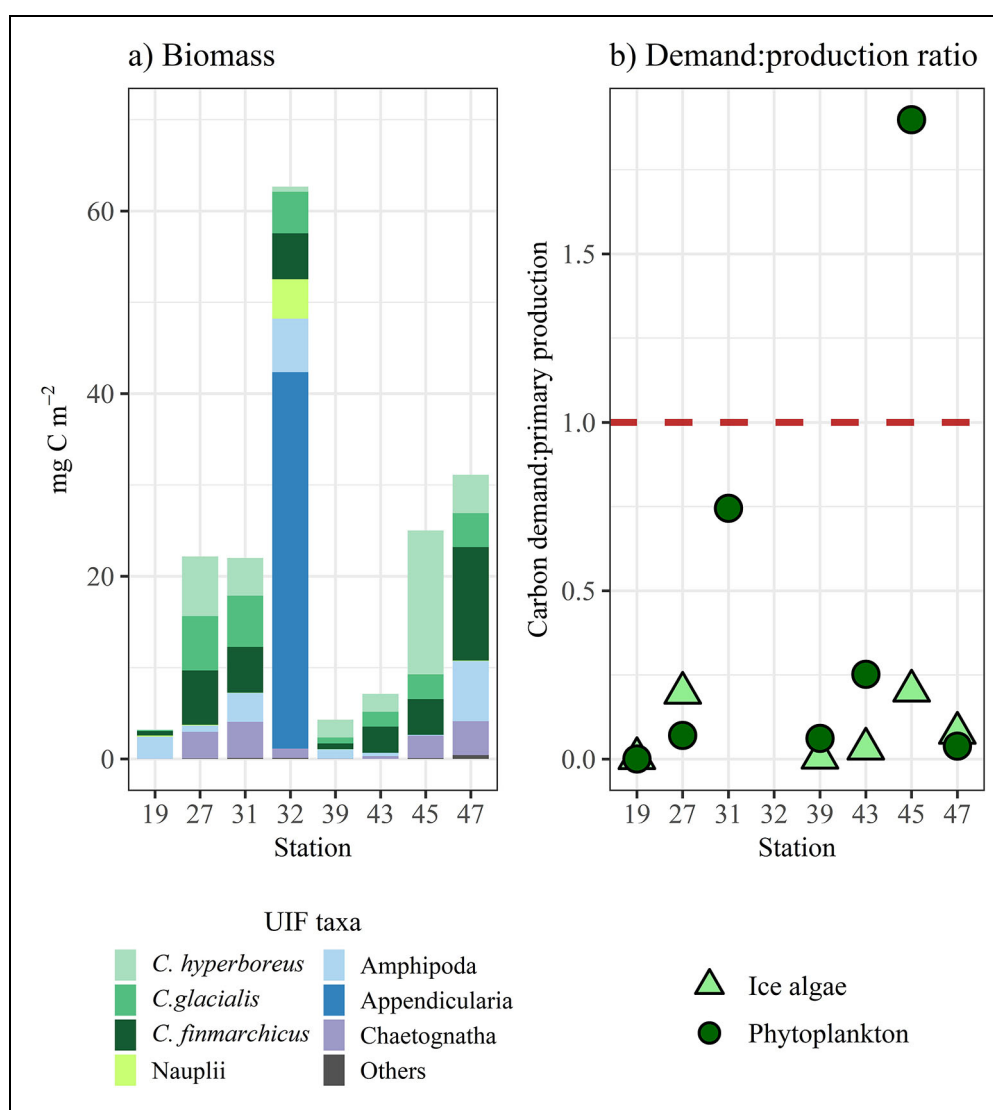 a) Biomass
b) Demand:production ratio
mg C m⁻²
60
40
20
0
19 27 31 32 39 43 45 47
Station
Carbon demand:primary production
1.5
1.0
0.5
0.0
19 27 31 32 39 43 45 47
Station
UIF taxa
C. hyperboreus
C.glacialis
C. finmarchicus
Nauplii
Amphipoda
Appendicularia
Chaetognatha
Others
Ice algae
Phytoplankton